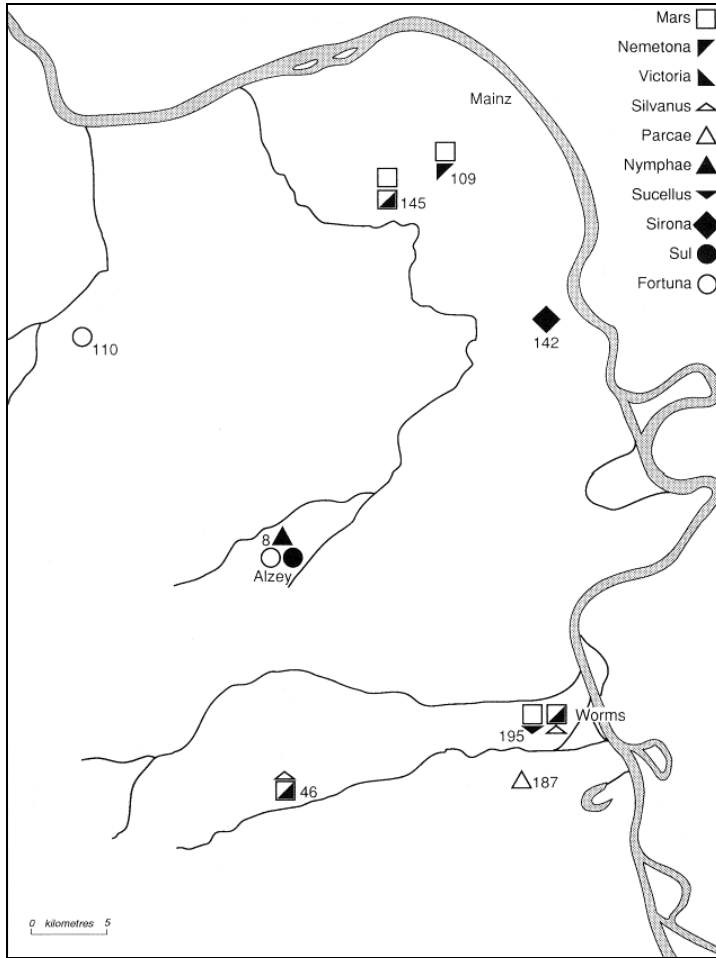 Mars
Nemetona
Mainz
Victoria
Silvanus
Parcae
109
Nymphae
145
Sucellus
Sirona
Sul
Fortuna
110
142
8
Alzey
Worms
195
46
187
0 kilometres 5